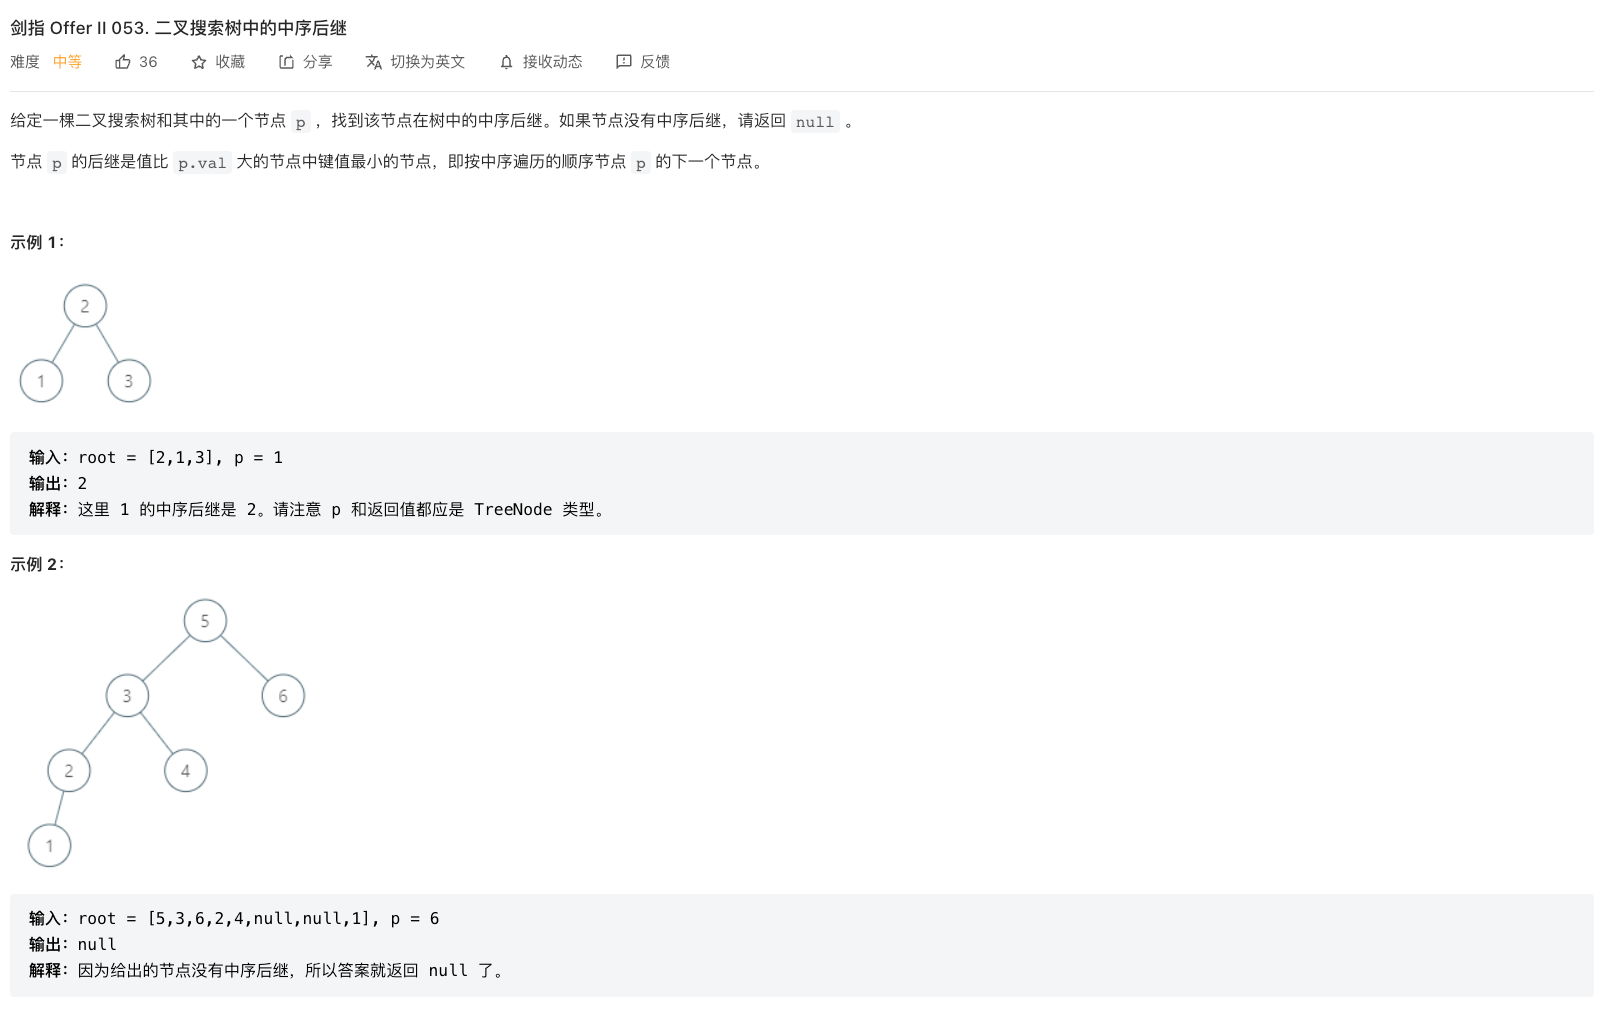 剑指 Offer II 053. 二叉搜索树中的中序后继
难度 中等 36 收藏 分享 切换为英文 接收动态 反馈
给定一棵二叉搜索树和其中的一个节点 p ，找到该节点在树中的中序后继。如果节点没有中序后继，请返回 null 。
节点 p 的后继是值比 p.val 大的节点中键值最小的节点，即按中序遍历的顺序节点 p 的下一个节点。
示例 1：
2
1 3
输入：root = [2,1,3], p = 1
输出：2
解释：这里 1 的中序后继是 2。请注意 p 和返回值都应是 TreeNode 类型。
示例 2：
5
3 6
2 4
1
输入：root = [5,3,6,2,4,null,null,1], p = 6
输出：null
解释：因为给出的节点没有中序后继，所以答案就返回 null 了。